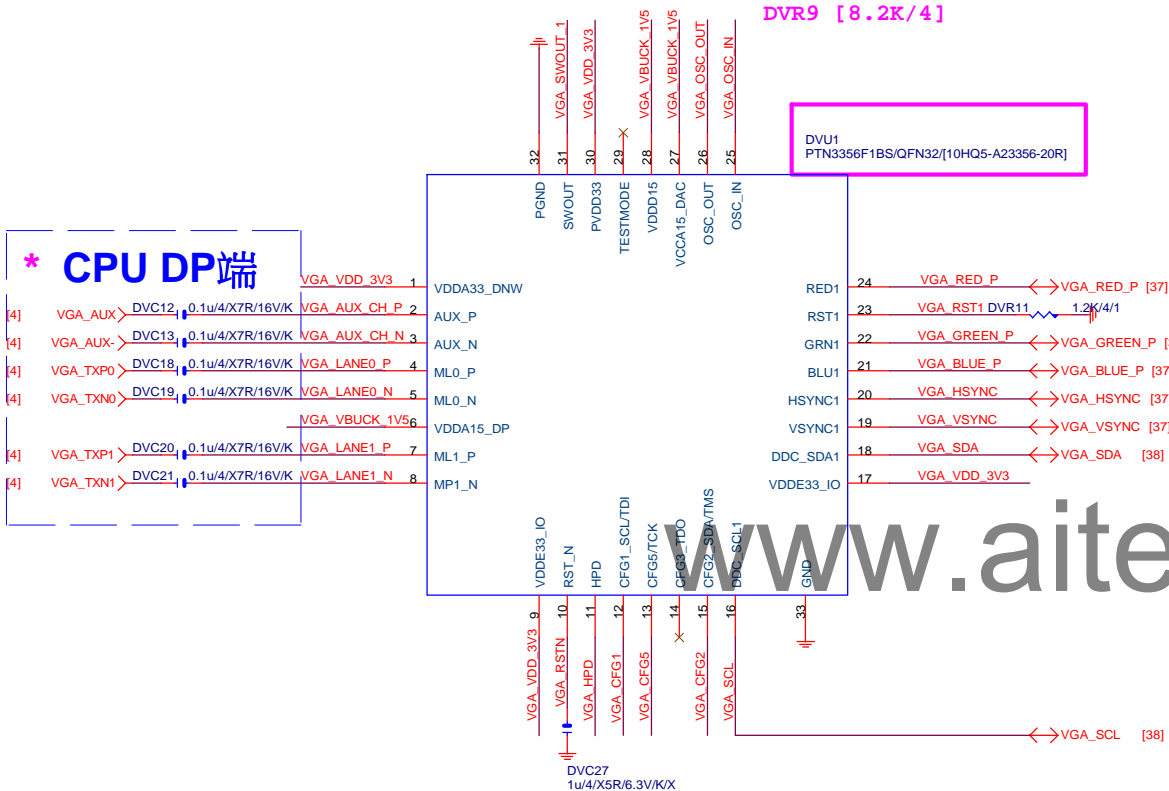 DVR9 [8.2K/4]
VGA_SWOUT_1
VGA_VDD_3V3
VGA_VBUCK_1V5
VGA_VBUCK_1V5
VGA_OSC_OUT
VGA_OSC_IN
DVU1
PTN3356F1BS/QFN32/[10HQ5-A23356-20R]
32 31 30 29 28 27 26 25
PGND SWOUT PVDD33 TESTMODE VDDD15 VCCA15_DAC OSC_OUT OSC_IN
* CPU DP端
VGA_VDD_3V3 1 VDDA33_DNW
[4] VGA_AUX DVC12 0.1u/4/X7R/16V/K VGA_AUX_CH_P 2 AUX_P
[4] VGA_AUX- DVC13 0.1u/4/X7R/16V/K VGA_AUX_CH_N 3 AUX_N
[4] VGA_TXP0 DVC18 0.1u/4/X7R/16V/K VGA_LANE0_P 4 ML0_P
[4] VGA_TXN0 DVC19 0.1u/4/X7R/16V/K VGA_LANE0_N 5 ML0_N
VGA_VBUCK_1V5 6 VDDA15_DP
[4] VGA_TXP1 DVC20 0.1u/4/X7R/16V/K VGA_LANE1_P 7 ML1_P
[4] VGA_TXN1 DVC21 0.1u/4/X7R/16V/K VGA_LANE1_N 8 MP1_N
RED1 24 VGA_RED_P VGA_RED_P [37]
RST1 23 VGA_RST1 DVR11 1.2K/4/1
GRN1 22 VGA_GREEN_P VGA_GREEN_P [
BLU1 21 VGA_BLUE_P VGA_BLUE_P [37
HSYNC1 20 VGA_HSYNC VGA_HSYNC [37
VSYNC1 19 VGA_VSYNC VGA_VSYNC [37]
DDC_SDA1 18 VGA_SDA VGA_SDA [38]
VDDE33_IO 17 VGA_VDD_3V3
www.aite
VDDE33_IO RST_N HPD CFG1_SCL/TDI CFG5/TCK CFG3_TDO CFG2_SDA/TMS DDC_SCL1 GND
9 10 11 12 13 14 15 16 33
VGA_VDD_3V3
VGA_RSTN
VGA_HPD
VGA_CFG1
VGA_CFG5
VGA_CFG2
VGA_SCL
VGA_SCL [38]
DVC27
1u/4/X5R/6.3V/K/X